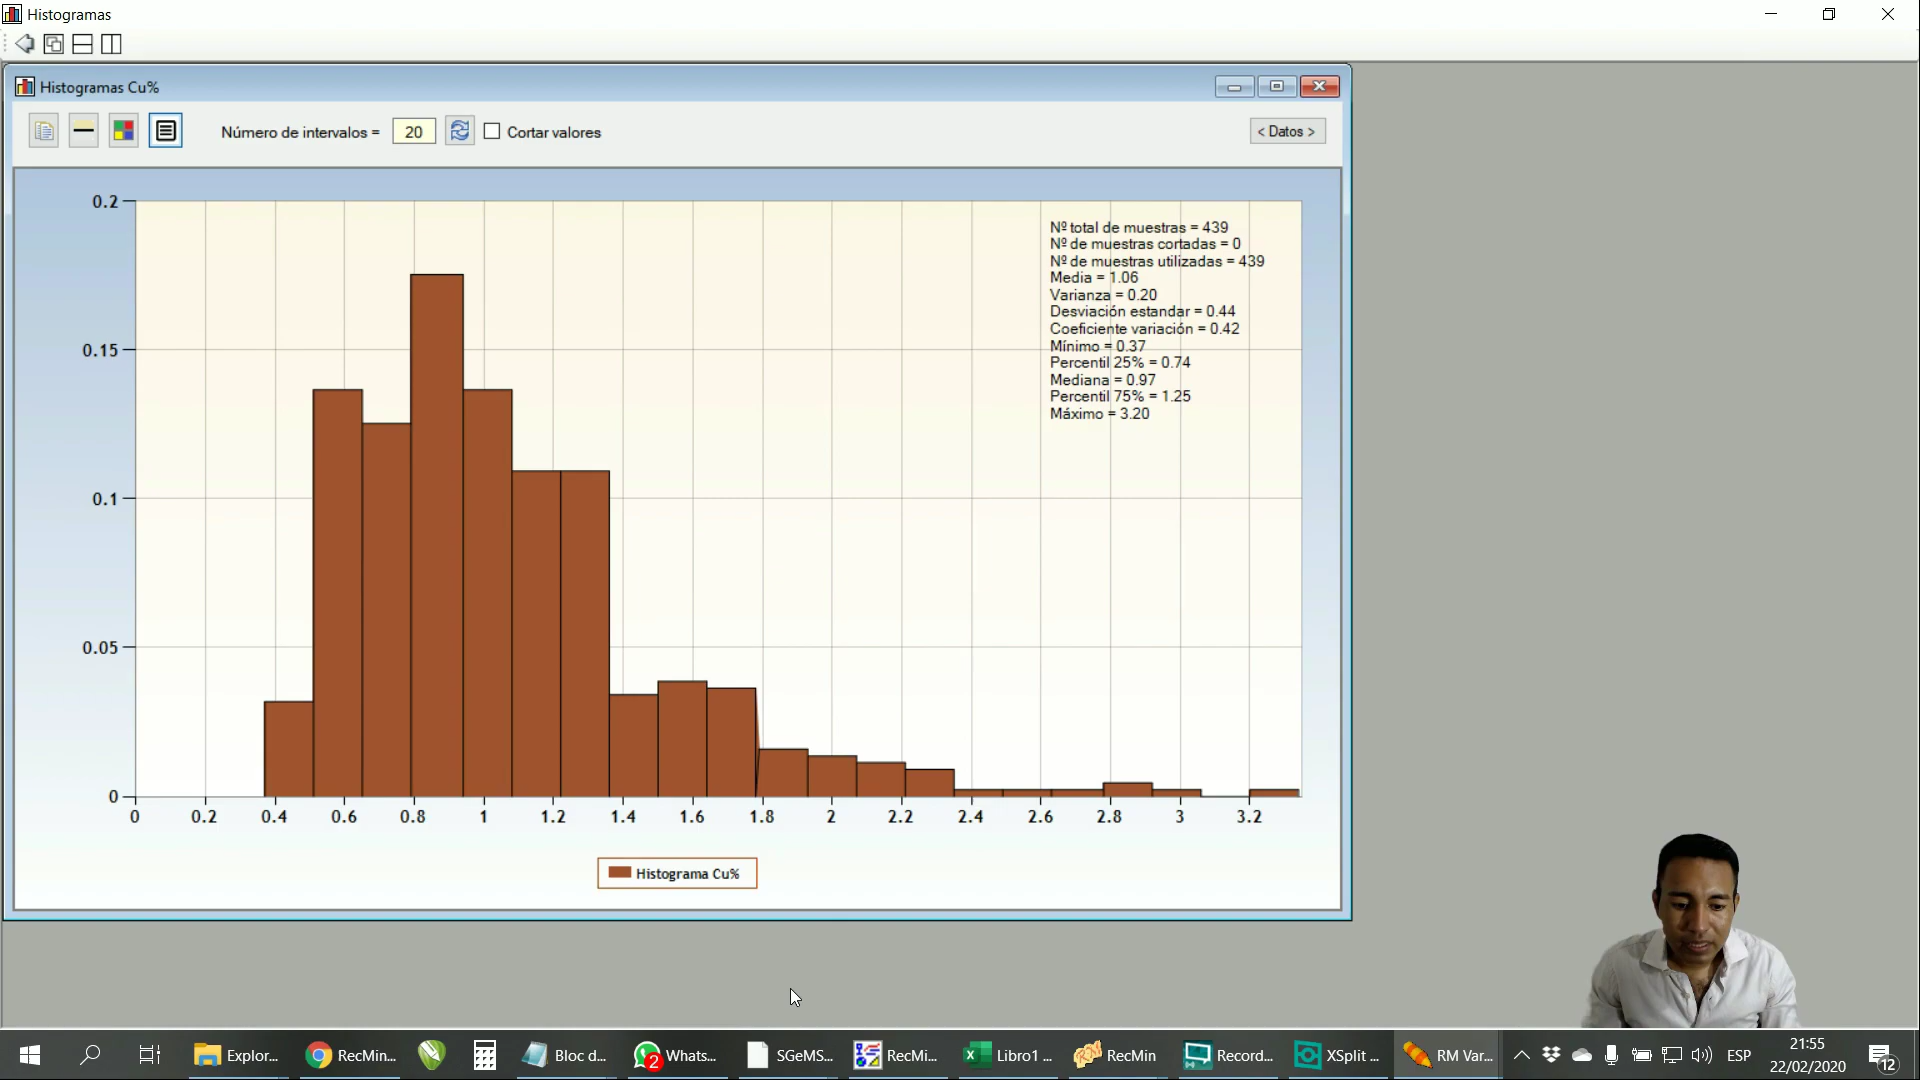 Histogramas
Histogramas Cu%
Número de intervalos = 20 Cortar valores < Datos >
0.2
0.15
0.1
0.05
0
Nº total de muestras = 439
Nº de muestras cortadas = 0
Nº de muestras utilizadas = 439
Media = 1.06
Varianza = 0.20
Desviación estandar = 0.44
Coeficiente variación = 0.42
Mínimo = 0.37
Percentil 25% = 0.74
Mediana = 0.97
Percentil 75% = 1.25
Máximo = 3.20
0 0.2 0.4 0.6 0.8 1 1.2 1.4 1.6 1.8 2 2.2 2.4 2.6 2.8 3 3.2
Histograma Cu%
Explor... RecMin... Bloc d... 2 Whats... SGeMS... RecMi... Libro1 ... RecMin Record... XSplit ... RM Var... ESP 21:55
22/02/2020 12